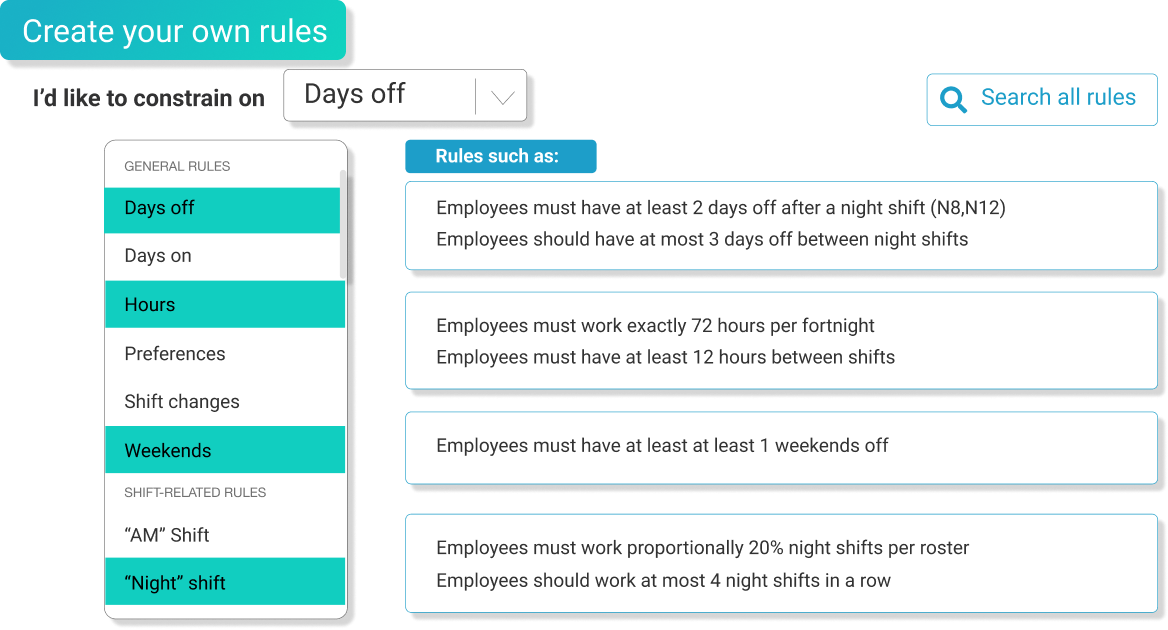 Create your own rules
I’d like to constrain on
Days off
Search all rules
GENERAL RULES
Days off
Days on
Hours
Preferences
Shift changes
Weekends
SHIFT-RELATED RULES
“AM” Shift
“Night” shift
Rules such as:
Employees must have at least 2 days off after a night shift (N8,N12)
Employees should have at most 3 days off between night shifts
Employees must work exactly 72 hours per fortnight
Employees must have at least 12 hours between shifts
Employees must have at least at least 1 weekends off
Employees must work proportionally 20% night shifts per roster
Employees should work at most 4 night shifts in a row